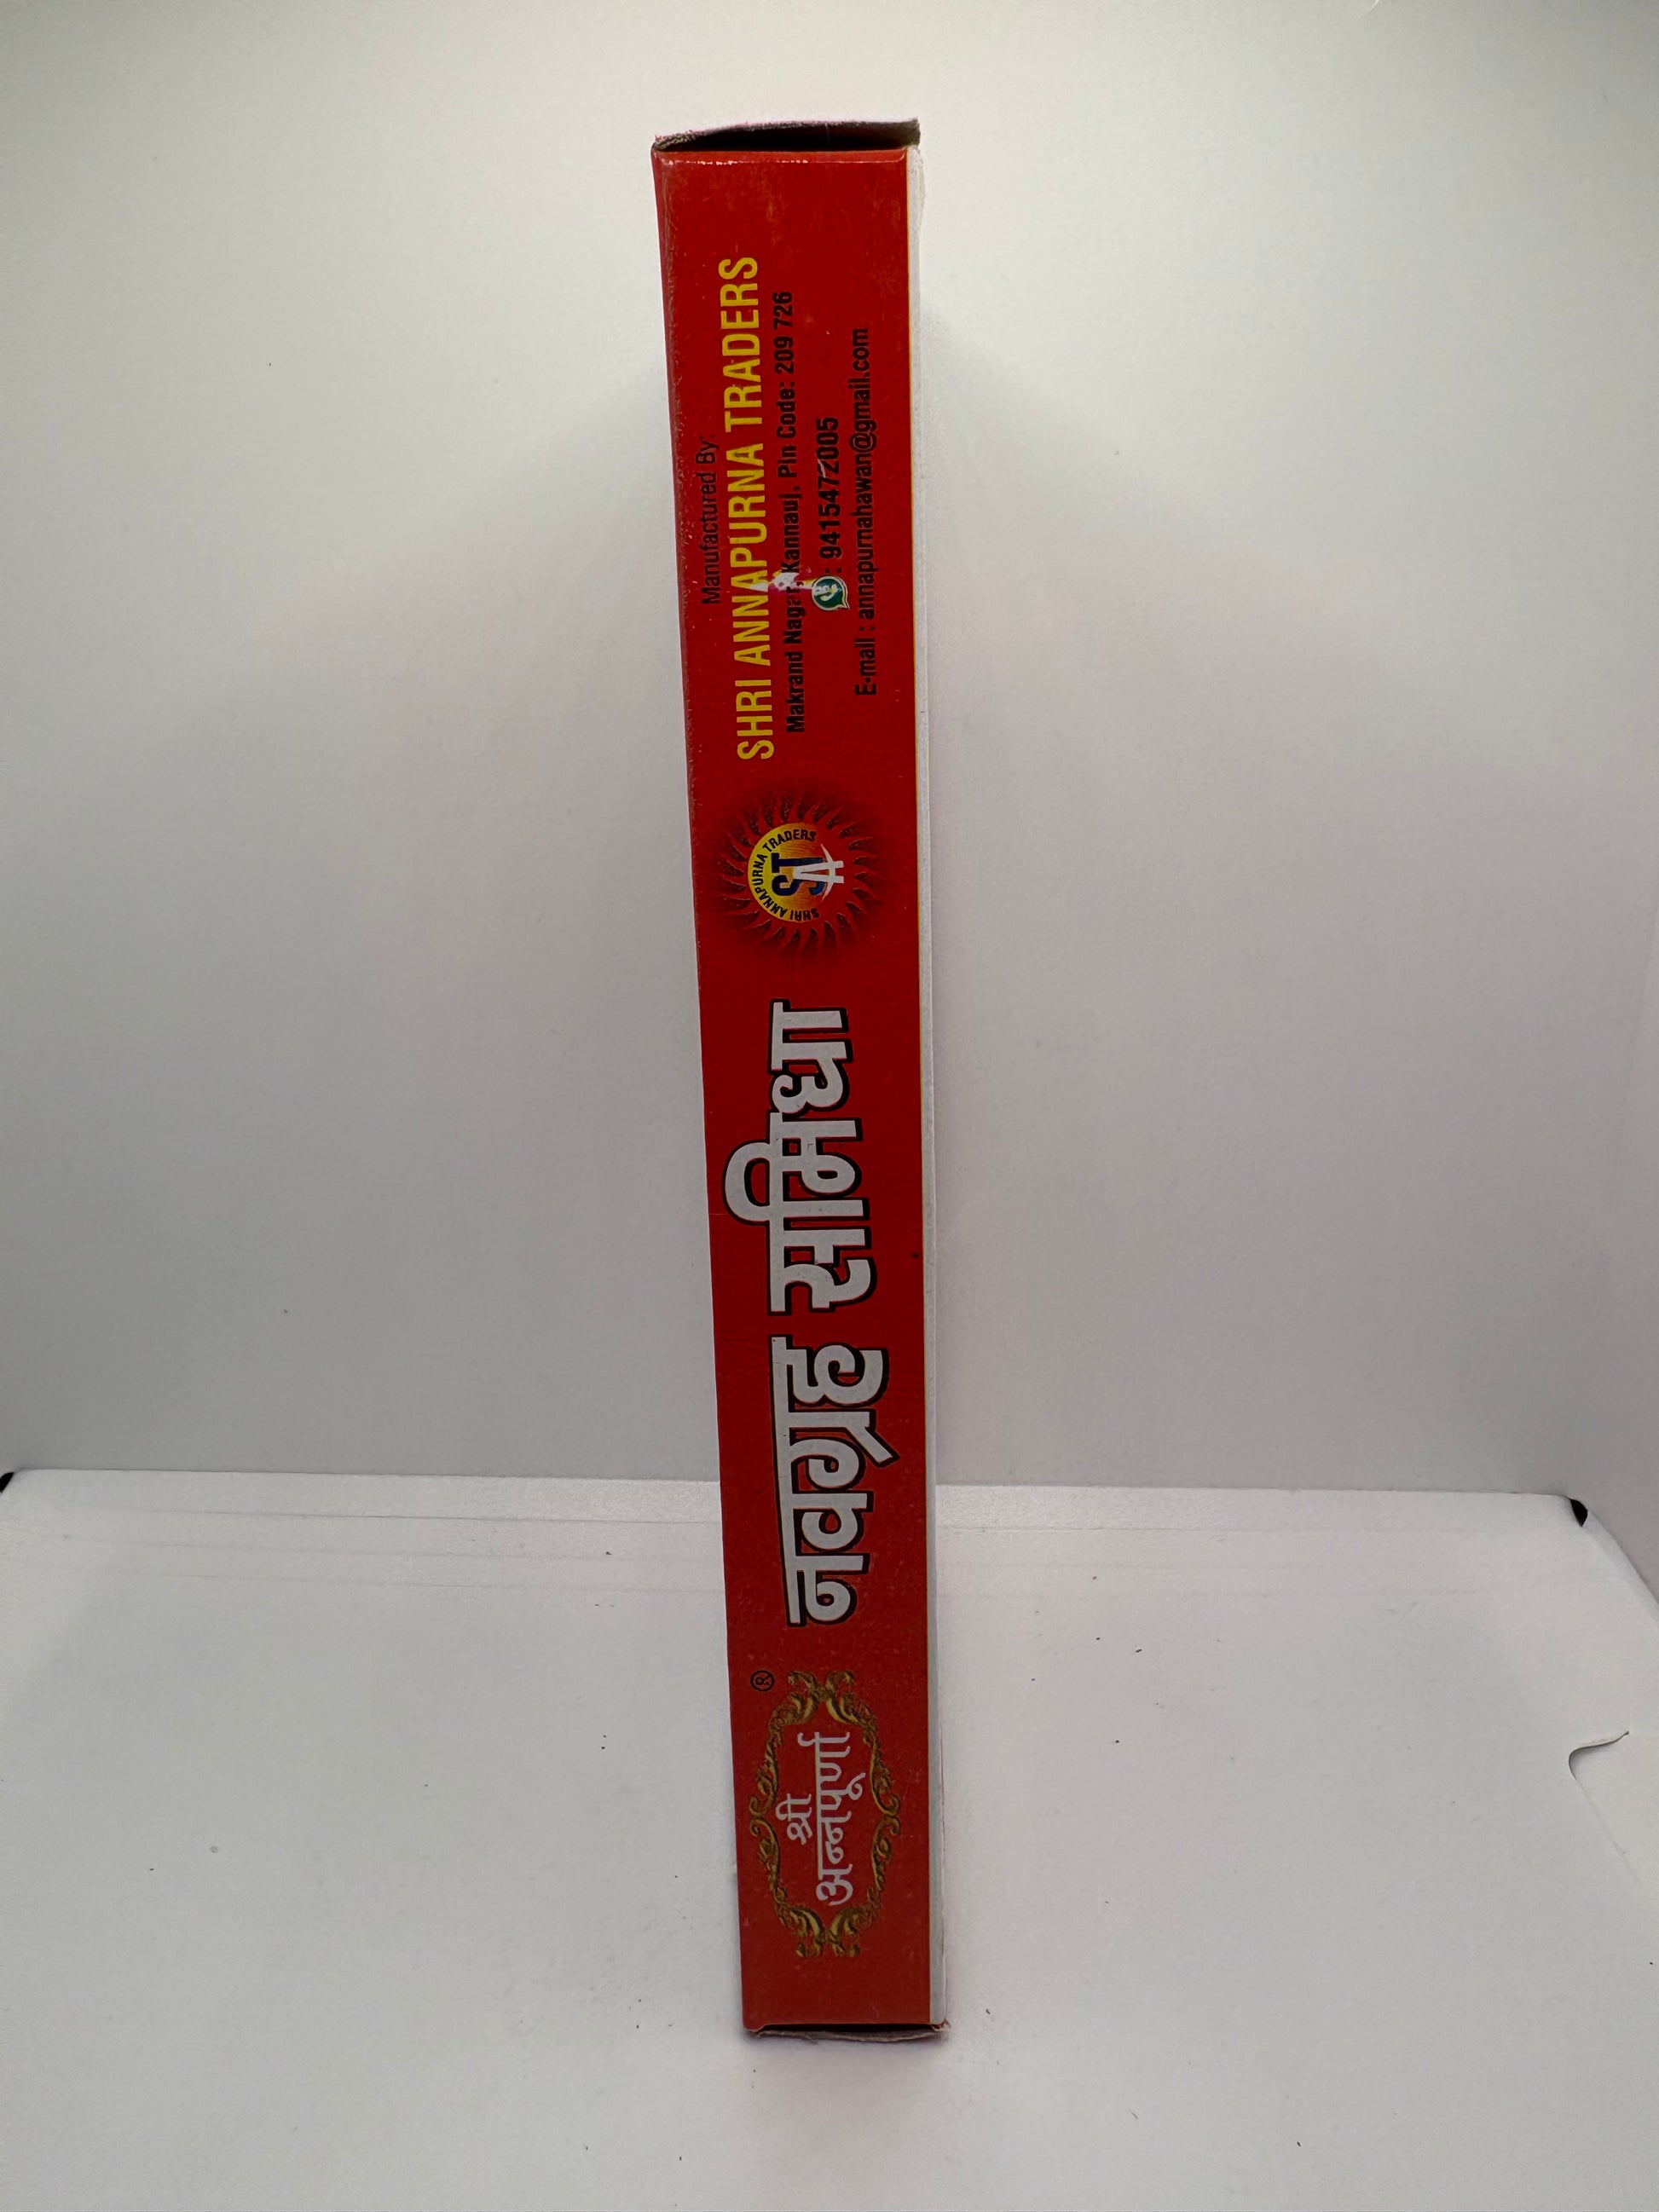 श्री
अन्नपूर्णा
®
नवग्रह समिधा
SHRI ANNAPURNA TRADERS
SAT
Manufactured By:
SHRI ANNAPURNA TRADERS
Makrand Nagar, Kannauj, Pin Code: 209 726
: 9415472005
E-mail : annapurnahawan@gmail.com